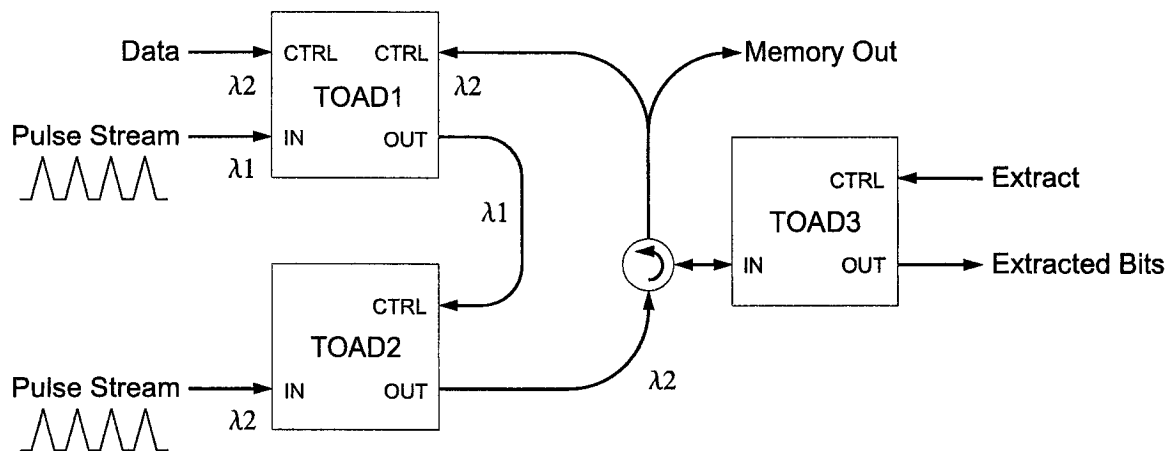 Data
CTRL CTRL
Memory Out
λ2 λ2
TOAD1
Pulse Stream
IN OUT
λ1
CTRL
Extract
λ1
TOAD3
IN OUT
Extracted Bits
CTRL
TOAD2
Pulse Stream
IN OUT
λ2
λ2